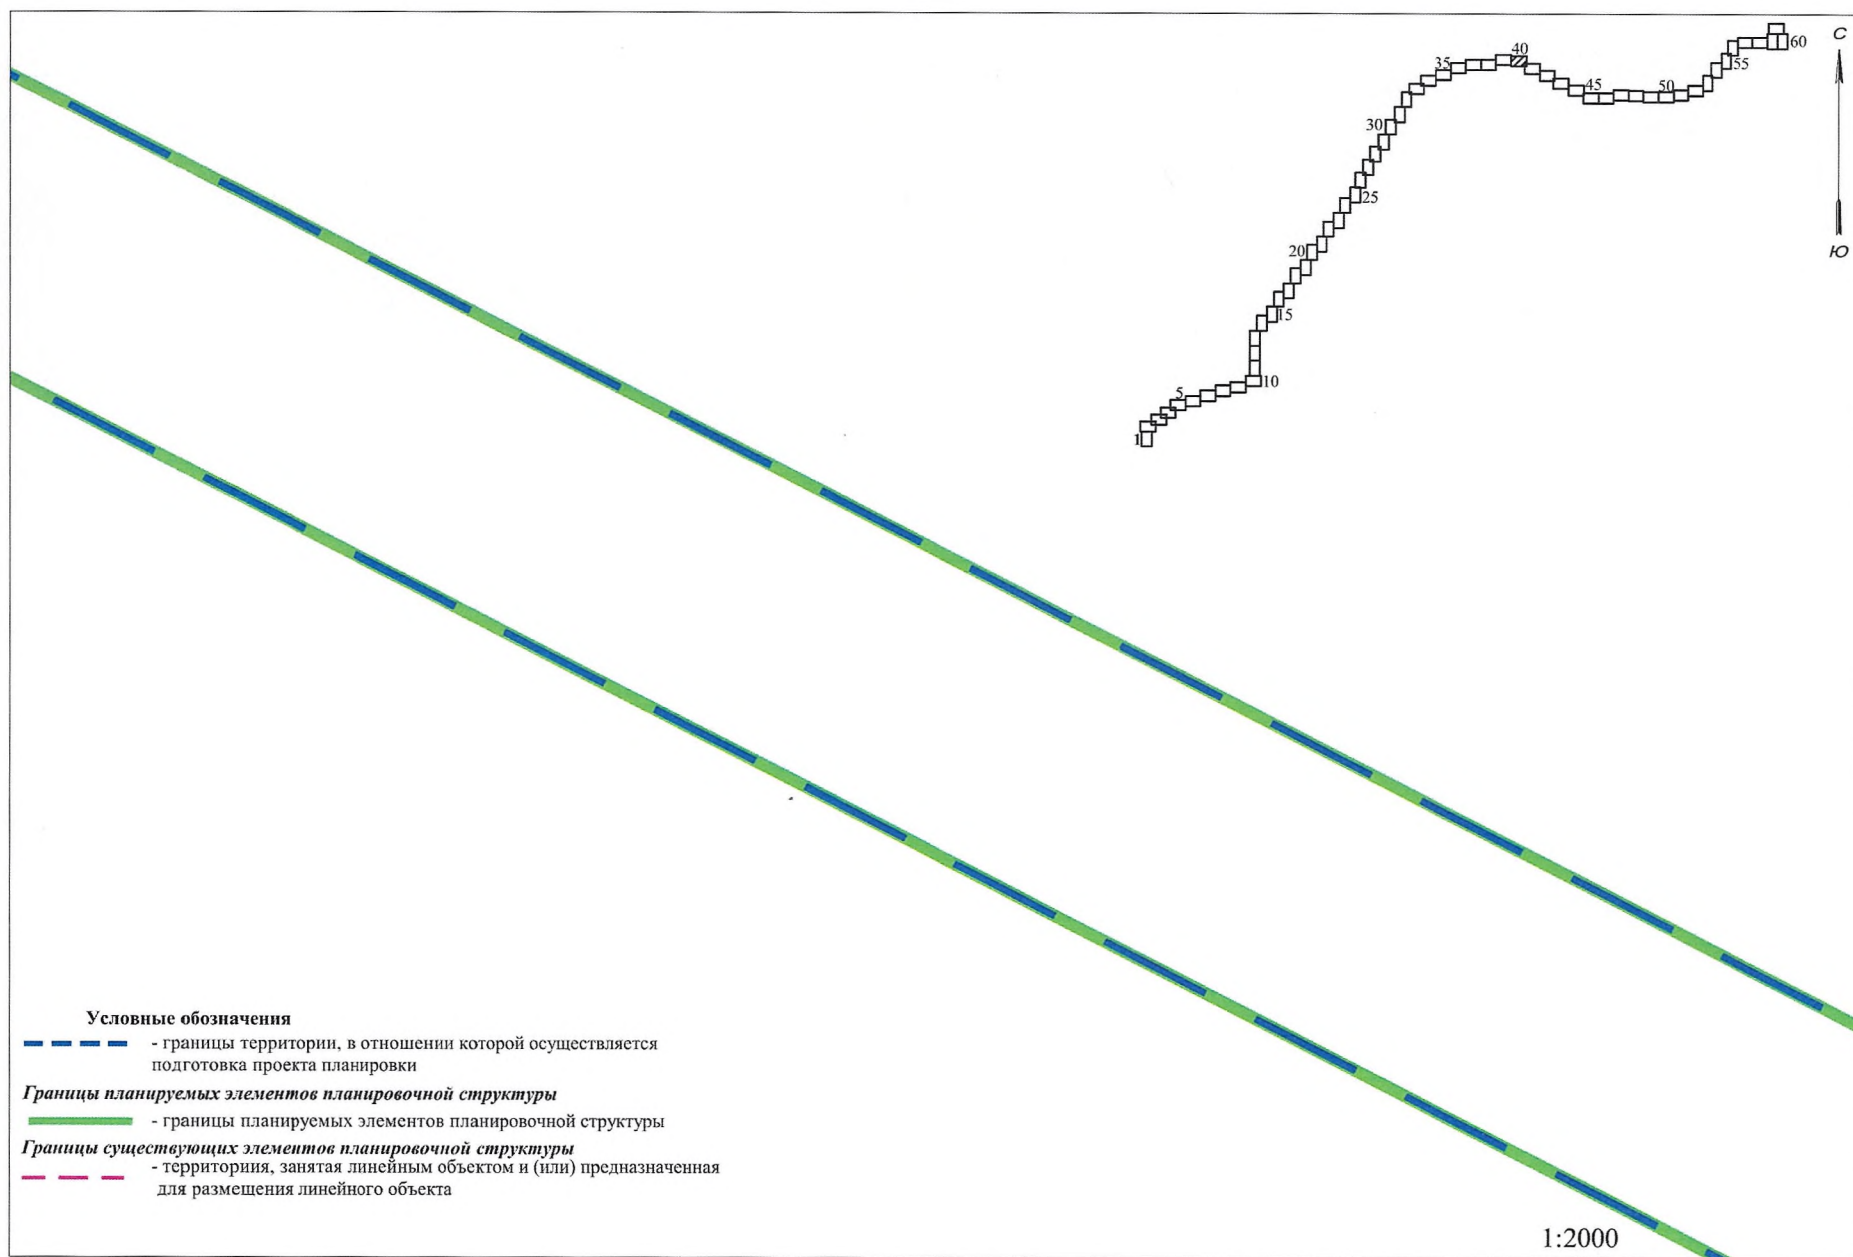 С
Ю
60
55
50
45
40
35
30
25
20
15
10
5
1
Условные обозначения
- границы территории, в отношении которой осуществляется
подготовка проекта планировки
Границы планируемых элементов планировочной структуры
- границы планируемых элементов планировочной структуры
Границы существующих элементов планировочной структуры
- территориия, занятая линейным объектом и (или) предназначенная
для размещения линейного объекта
1:2000